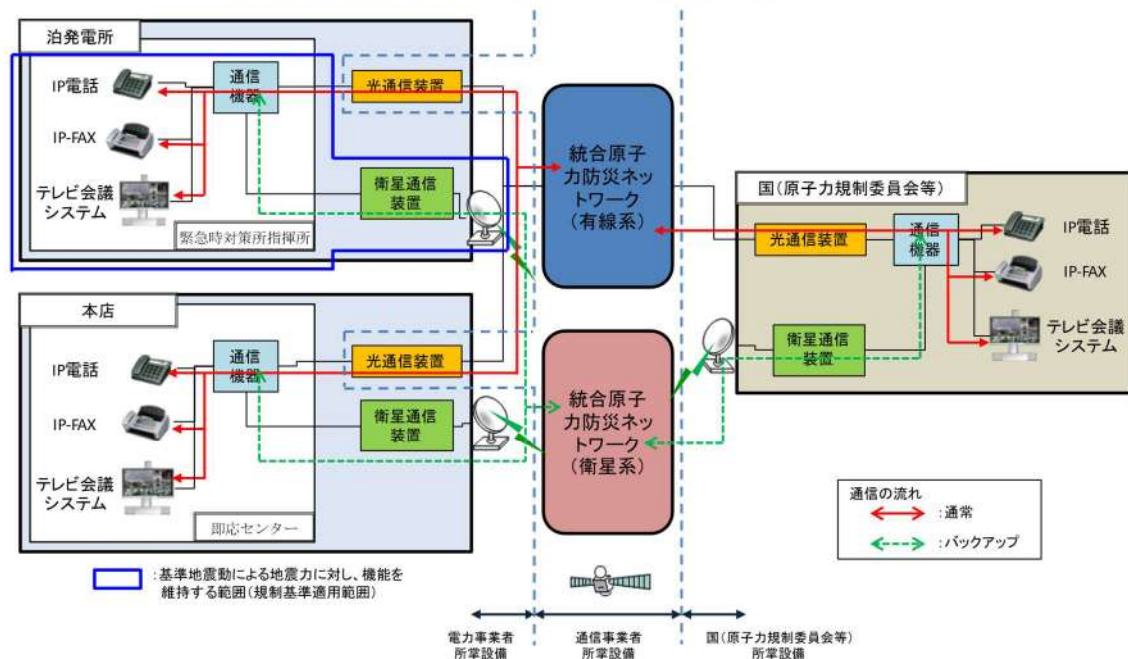 泊発電所
IP電話
IP-FAX
テレビ会議
システム
通信
機器
光通信装置
衛星通信
装置
緊急時対策所指揮所
本店
IP電話
IP-FAX
テレビ会議
システム
通信
機器
光通信装置
衛星通信
装置
即応センター
統合原子
力防災ネッ
トワーク
(有線系)
統合原子
力防災ネッ
トワーク
(衛星系)
国(原子力規制委員会等)
光通信装置
通信
機器
衛星通信
装置
IP電話
IP-FAX
テレビ会議
システム
通信の流れ
:通常
:バックアップ
:基準地震動による地震力に対し、機能を
維持する範囲(規制基準適用範囲)
電力事業者
所掌設備
通信事業者
所掌設備
国(原子力規制委員会等)
所掌設備